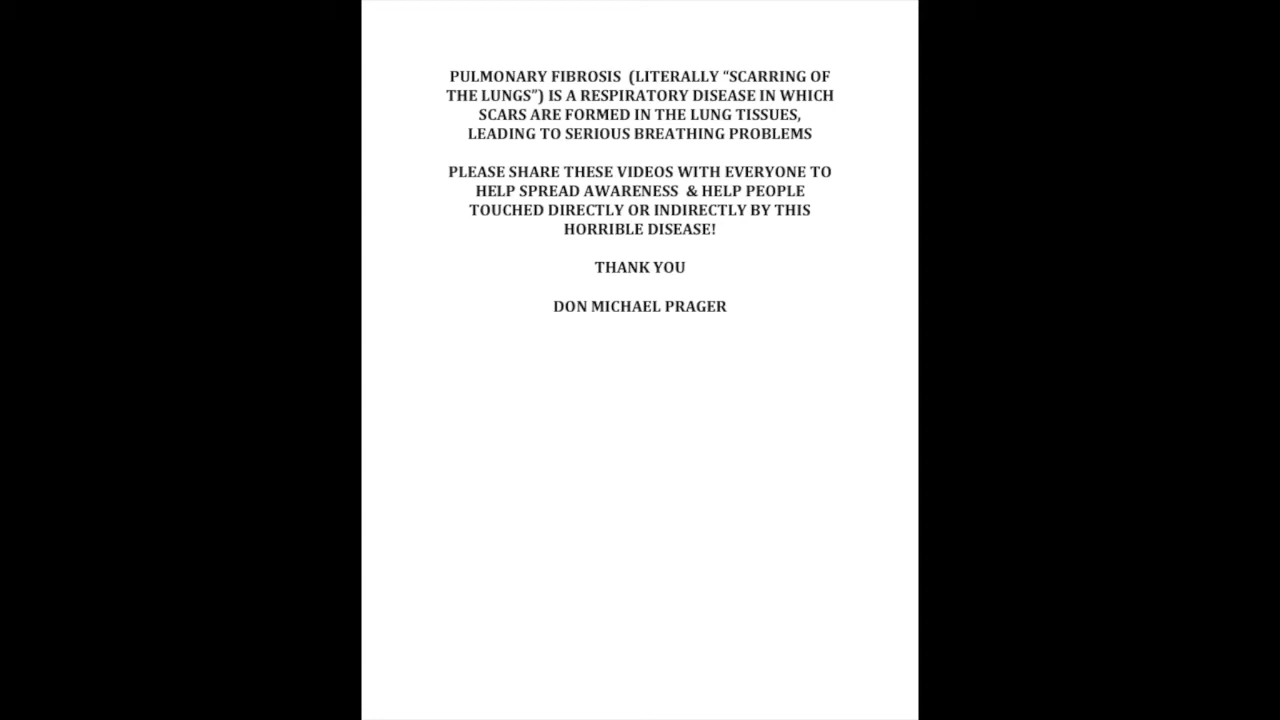 PULMONARY FIBROSIS  (LITERALLY “SCARRING OF
THE LUNGS”) IS A RESPIRATORY DISEASE IN WHICH
SCARS ARE FORMED IN THE LUNG TISSUES,
LEADING TO SERIOUS BREATHING PROBLEMS
PLEASE SHARE THESE VIDEOS WITH EVERYONE TO
HELP SPREAD AWARENESS  & HELP PEOPLE
TOUCHED DIRECTLY OR INDIRECTLY BY THIS
HORRIBLE DISEASE!
THANK YOU
DON MICHAEL PRAGER